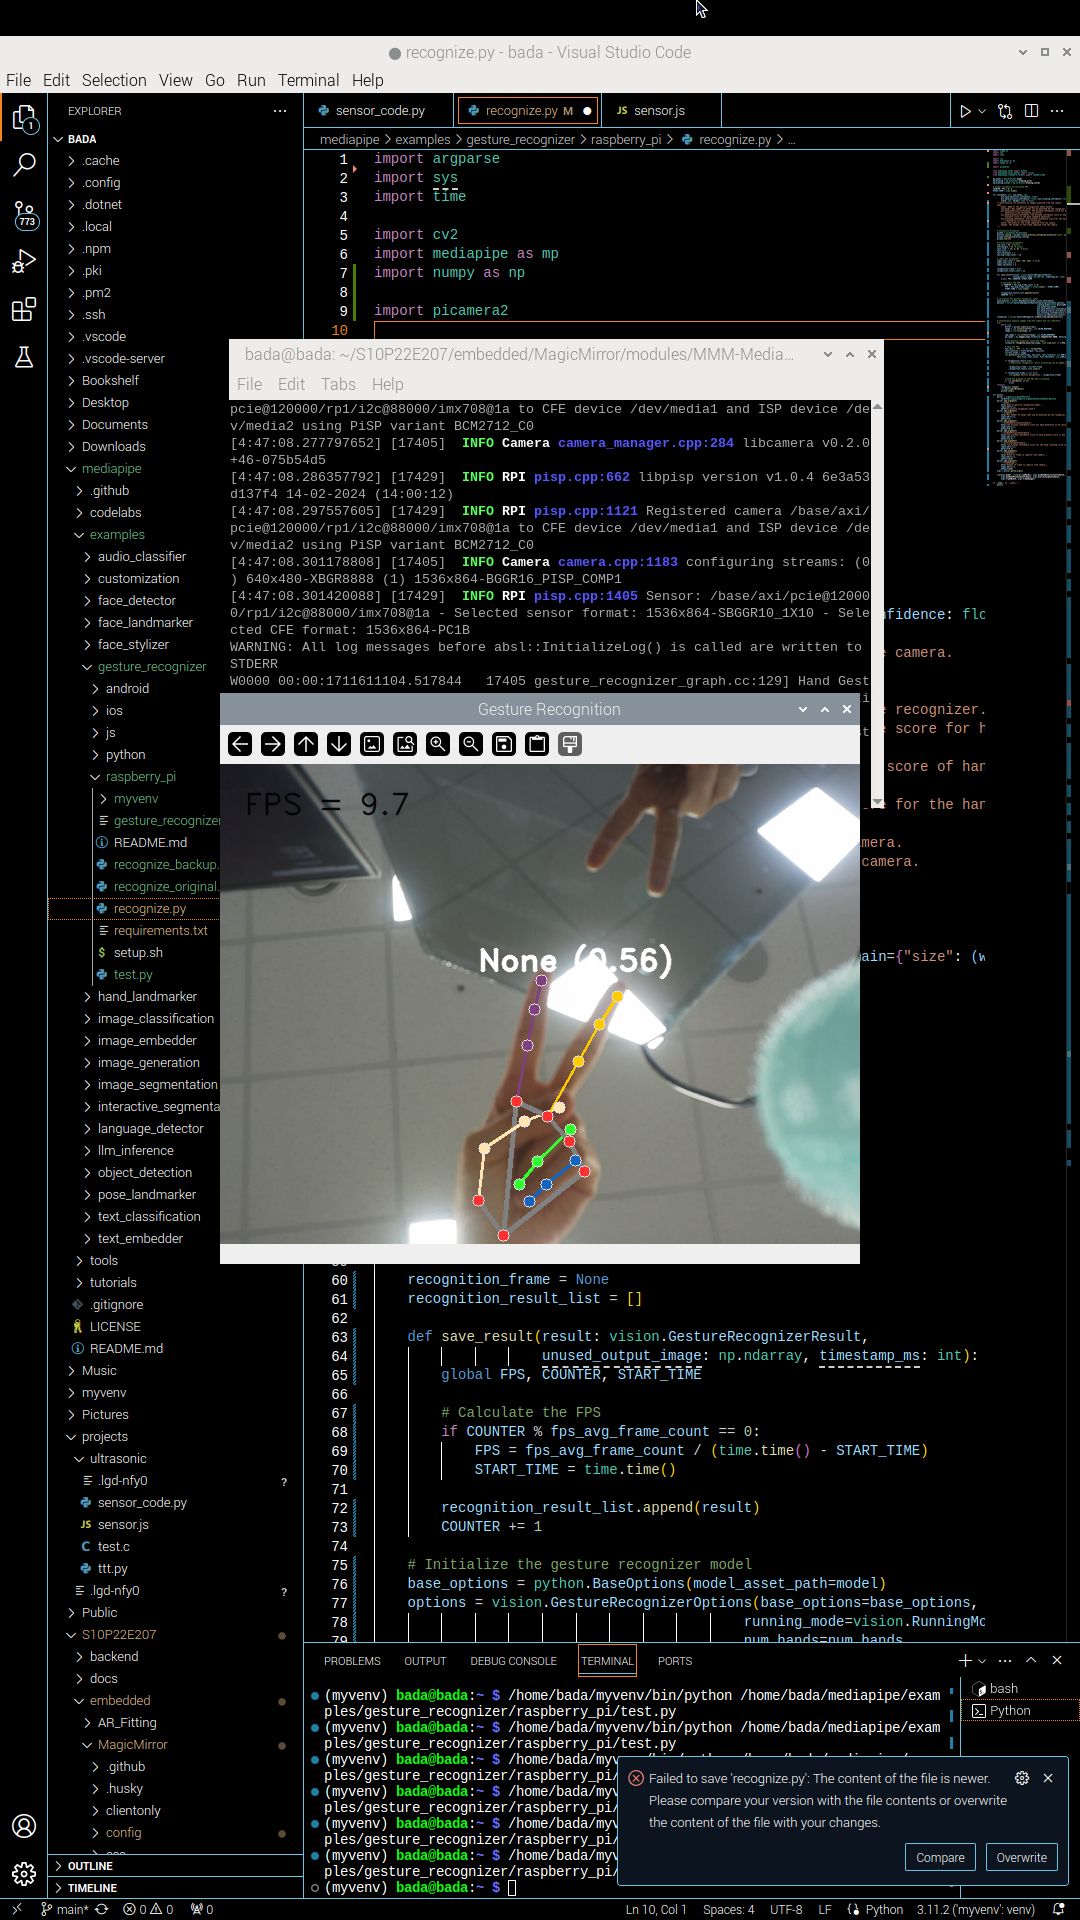 recognize.py - bada - Visual Studio Code
File Edit Selection View Go Run Terminal Help
EXPLORER
BADA
.cache
.config
.dotnet
.local
.npm
.pki
.pm2
.ssh
.vscode
.vscode-server
Bookshelf
Desktop
Documents
Downloads
mediapipe
.github
codelabs
examples
audio_classifier
customization
face_detector
face_landmarker
face_stylizer
gesture_recognizer
android
ios
js
python
raspberry_pi
myvenv
gesture_recognizer
README.md
recognize_backup.
recognize_original.
recognize.py
requirements.txt
setup.sh
test.py
hand_landmarker
image_classification
image_embedder
image_generation
image_segmentation
interactive_segmenta
language_detector
llm_inference
object_detection
pose_landmarker
text_classification
text_embedder
tools
tutorials
.gitignore
LICENSE
README.md
Music
myvenv
Pictures
projects
ultrasonic
.lgd-nfy0 ?
sensor_code.py
sensor.js
test.c
ttt.py
.lgd-nfy0 ?
Public
S10P22E207
backend
docs
embedded
AR_Fitting
MagicMirror
.github
.husky
clientonly
config
OUTLINE
TIMELINE
1
773
sensor_code.py recognize.py M JS sensor.js
mediapipe > examples > gesture_recognizer > raspberry_pi > recognize.py > ...
1 import argparse
2 import sys
3 import time
4
5 import cv2
6 import mediapipe as mp
7 import numpy as np
8
9 import picamera2
10
bada@bada: ~/S10P22E207/embedded/MagicMirror/modules/MMM-Media...
File Edit Tabs Help
pcie@120000/rp1/i2c@88000/imx708@1a to CFE device /dev/media1 and ISP device /de
v/media2 using PiSP variant BCM2712_C0
[4:47:08.277797652] [17405] INFO Camera camera_manager.cpp:284 libcamera v0.2.0
+46-075b54d5
[4:47:08.286357792] [17429] INFO RPI pisp.cpp:662 libpisp version v1.0.4 6e3a53
d137f4 14-02-2024 (14:00:12)
[4:47:08.297557605] [17429] INFO RPI pisp.cpp:1121 Registered camera /base/axi/
pcie@120000/rp1/i2c@88000/imx708@1a to CFE device /dev/media1 and ISP device /de
v/media2 using PiSP variant BCM2712_C0
[4:47:08.301178808] [17405] INFO Camera camera.cpp:1183 configuring streams: (0
) 640x480-XBGR8888 (1) 1536x864-BGGR16_PISP_COMP1
[4:47:08.301420088] [17429] INFO RPI pisp.cpp:1405 Sensor: /base/axi/pcie@12000
0/rp1/i2c@88000/imx708@1a - Selected sensor format: 1536x864-SBGGR10_1X10 - Sele
cted CFE format: 1536x864-PC1B
WARNING: All log messages before absl::InitializeLog() is called are written to
STDERR
W0000 00:00:1711611104.517844 17405 gesture_recognizer_graph.cc:129] Hand Gest
nfidence: flo
camera.
recognizer.
score for h
score of han
e for the han
mera.
camera.
ain={"size": (w
Gesture Recognition
FPS = 9.7
None (0.56)
60 recognition_frame = None
61 recognition_result_list = []
62
63 def save_result(result: vision.GestureRecognizerResult,
64 unused_output_image: np.ndarray, timestamp_ms: int):
65 global FPS, COUNTER, START_TIME
66
67 # Calculate the FPS
68 if COUNTER % fps_avg_frame_count == 0:
69 FPS = fps_avg_frame_count / (time.time() - START_TIME)
70 START_TIME = time.time()
71
72 recognition_result_list.append(result)
73 COUNTER += 1
74
75 # Initialize the gesture recognizer model
76 base_options = python.BaseOptions(model_asset_path=model)
77 options = vision.GestureRecognizerOptions(base_options=base_options,
78 running_mode=vision.RunningMo
79 num_hands=num_hands
PROBLEMS OUTPUT DEBUG CONSOLE TERMINAL PORTS
(myvenv) bada@bada:~ $ /home/bada/myvenv/bin/python /home/bada/mediapipe/exam
ples/gesture_recognizer/raspberry_pi/test.py
(myvenv) bada@bada:~ $ /home/bada/myvenv/bin/python /home/bada/mediapipe/exam
ples/gesture_recognizer/raspberry_pi/test.py
(myvenv) bada@bada:~ $ /home/bada/myvenv/bin/python /home/bada/mediapipe/exam
ples/gesture_recognizer/raspberry_pi/
(myvenv) bada@bada:~ $ /home/myv
ples/gesture_recognizer/raspberry_pi/
(myvenv) bada@bada:~ $ /home/myv
ples/gesture_recognizer/raspberry_pi/
(myvenv) bada@bada:~ $ /home/myv
ples/gesture_recognizer/raspberry_pi/
(myvenv) bada@bada:~ $
bash
Python
Failed to save 'recognize.py': The content of the file is newer.
Please compare your version with the file contents or overwrite
the content of the file with your changes.
Compare Overwrite
main* 0 0 0 Ln 10, Col 1 Spaces: 4 UTF-8 LF Python 3.11.2 ('myvenv': venv)